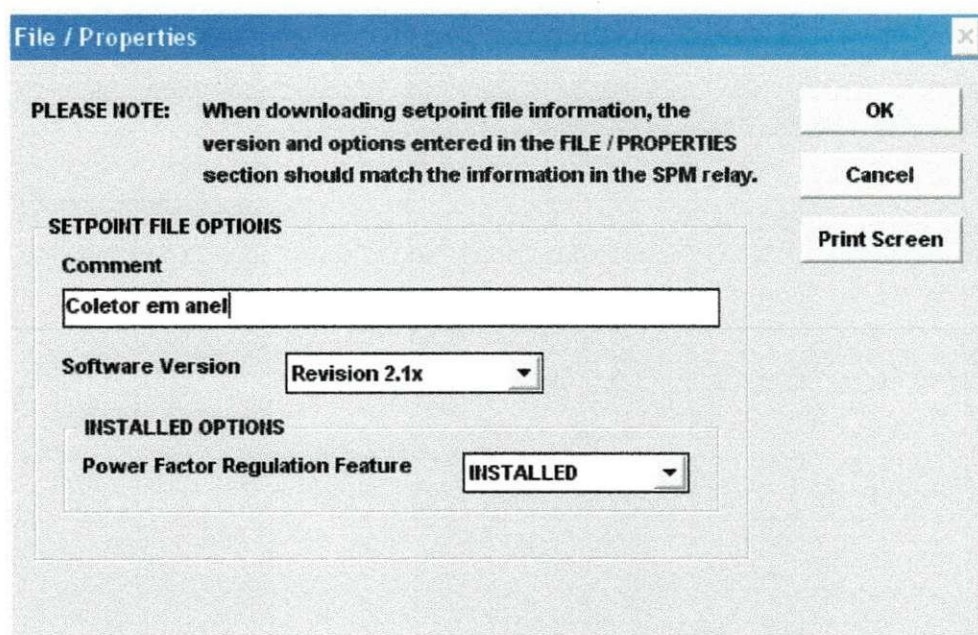 File / Properties
PLEASE NOTE: When downloading setpoint file information, the
version and options entered in the FILE / PROPERTIES
section should match the information in the SPM relay.
OK
Cancel
Print Screen
SETPOINT FILE OPTIONS
Comment
Coletor em anel
Software Version Revision 2.1x
INSTALLED OPTIONS
Power Factor Regulation Feature INSTALLED